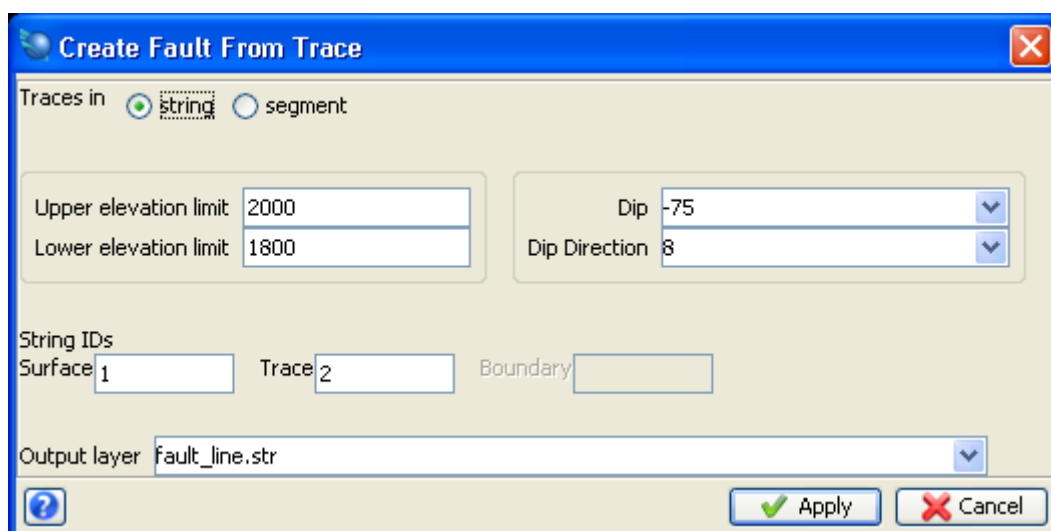 Create Fault From Trace
Traces in string segment
Upper elevation limit 2000
Lower elevation limit 1800
Dip -75
Dip Direction 8
String IDs
Surface 1 Trace 2 Boundary
Output layer fault_line.str
? Apply Cancel